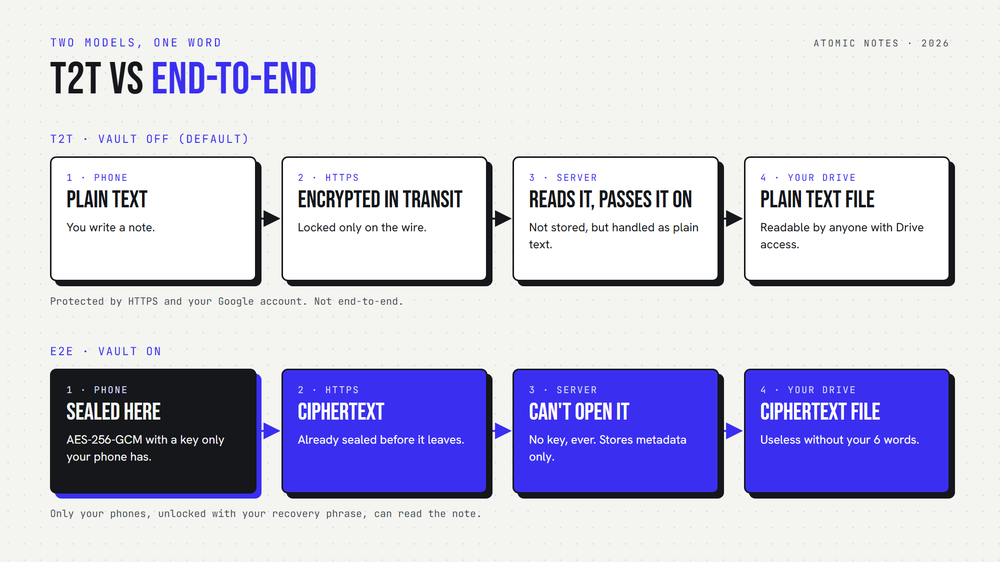 TWO MODELS, ONE WORD
ATOMIC NOTES · 2026
T2T VS END-TO-END
T2T · VAULT OFF (DEFAULT)
1 · PHONE
PLAIN TEXT
You write a note.
2 · HTTPS
ENCRYPTED IN TRANSIT
Locked only on the wire.
3 · SERVER
READS IT, PASSES IT ON
Not stored, but handled as plain
text.
4 · YOUR DRIVE
PLAIN TEXT FILE
Readable by anyone with Drive
access.
Protected by HTTPS and your Google account. Not end-to-end.
E2E · VAULT ON
1 · PHONE
SEALED HERE
AES-256-GCM with a key only
your phone has.
2 · HTTPS
CIPHERTEXT
Already sealed before it leaves.
3 · SERVER
CAN'T OPEN IT
No key, ever. Stores metadata
only.
4 · YOUR DRIVE
CIPHERTEXT FILE
Useless without your 6 words.
Only your phones, unlocked with your recovery phrase, can read the note.